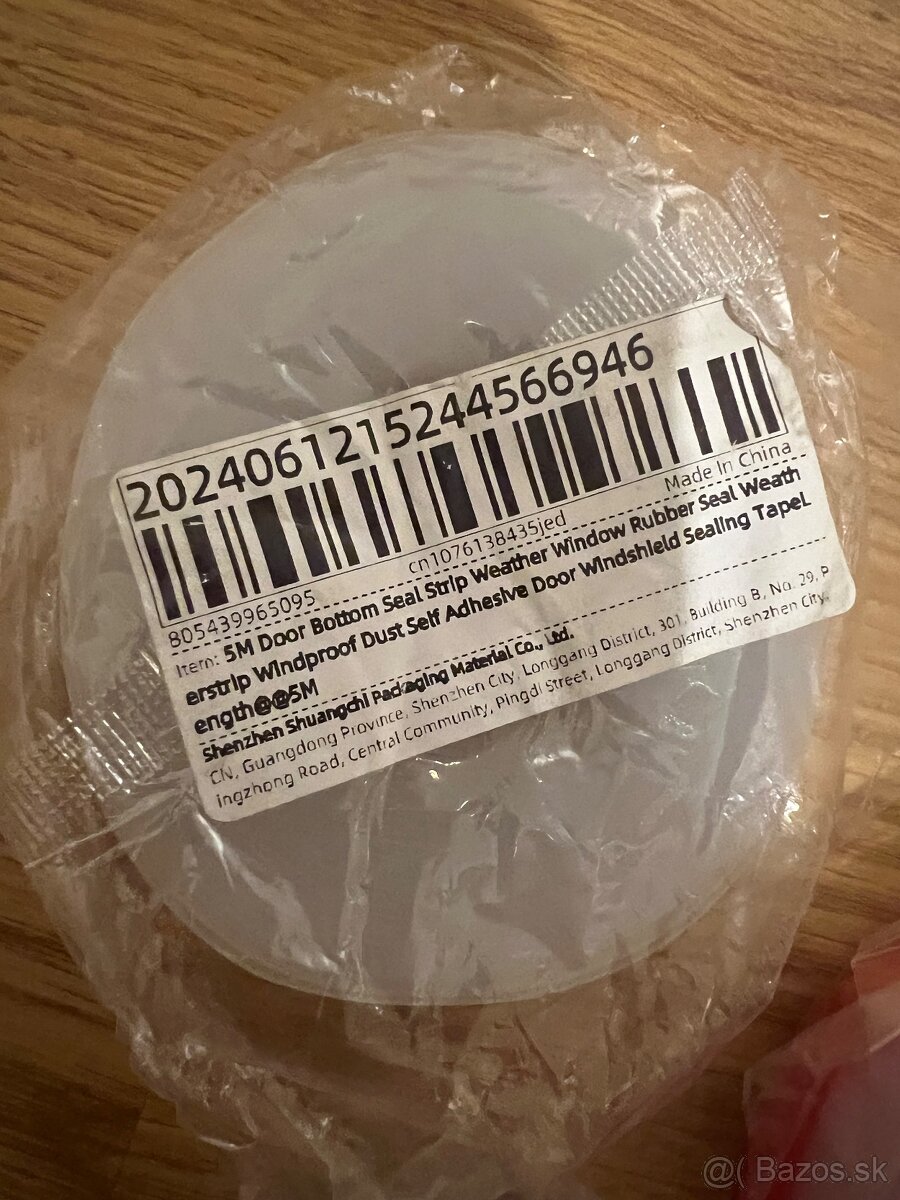 2024061215244566946
805439965095
cn1076138435jed
Made In China
Item: 5M Door Bottom Seal Strip Weather Window Rubber Seal Weath
erstrip Windproof Dust Self Adhesive Door Windshield Sealing TapeL
ength@@5M
Shenzhen Shuangchi Packaging Material Co., Ltd.
CN, Guangdong Province, Shenzhen City, Longgang District, 301, Building B, No. 29, P
ingzhong Road, Central Community, Pingdi Street, Longgang District, Shenzhen City.
@( Bazos.sk